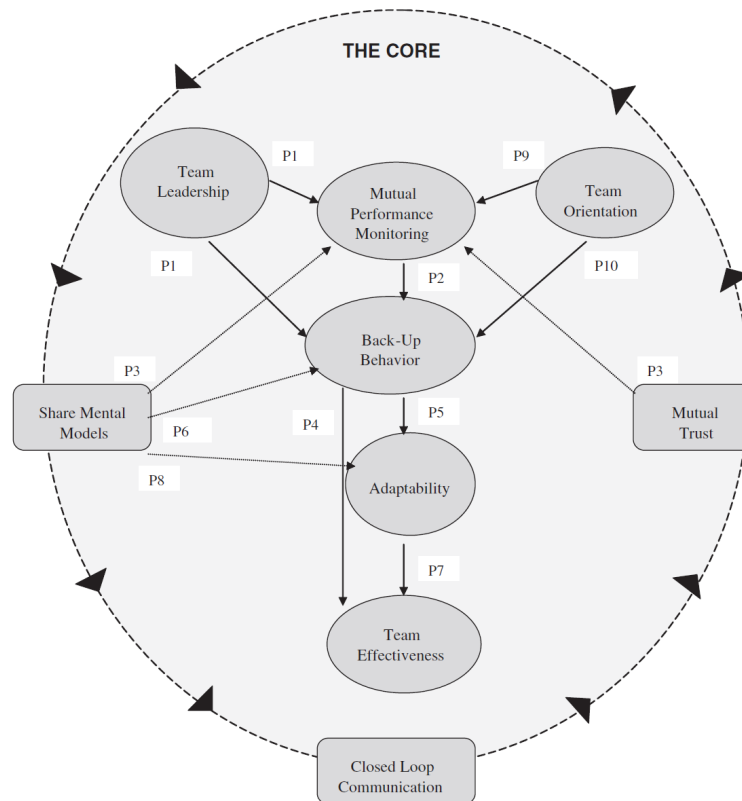 THE CORE
P1
P9
Team
Leadership
Mutual
Performance
Monitoring
Team
Orientation
P1
P2
P10
Back-Up
Behavior
P3
P3
Share Mental
Models
P6
P4
P5
Mutual
Trust
P8
Adaptability
P7
Team
Effectiveness
Closed Loop
Communication